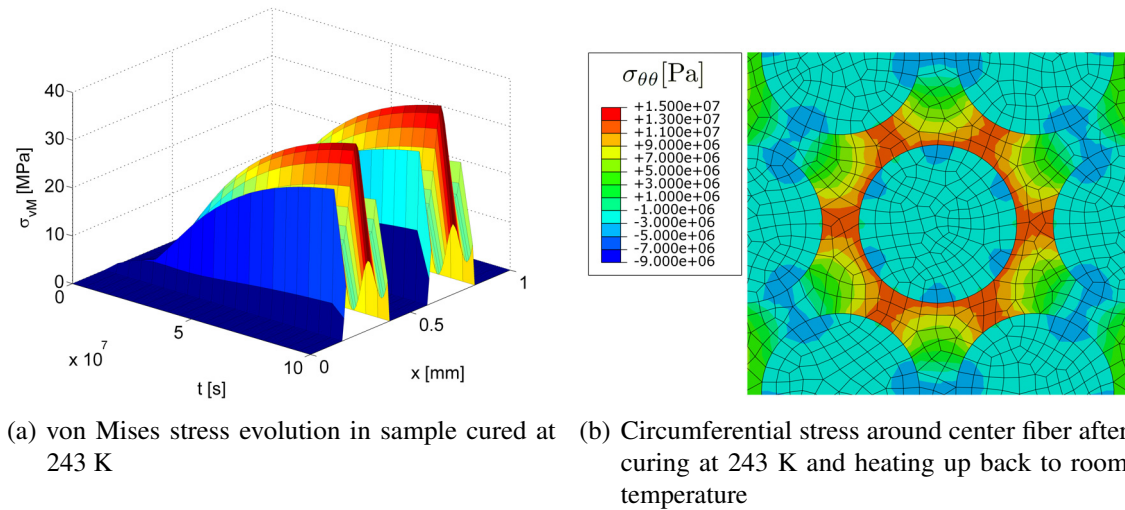 40
30
20
10
0
σvM [MPa]
0
5
10
x 10^7
t [s]
0
0.5
1
x [mm]
σθθ[Pa]
+1.500e+07
+1.300e+07
+1.100e+07
+9.000e+06
+7.000e+06
+5.000e+06
+3.000e+06
+1.000e+06
-1.000e+06
-3.000e+06
-5.000e+06
-7.000e+06
-9.000e+06
(a) von Mises stress evolution in sample cured at
243 K
(b) Circumferential stress around center fiber after
curing at 243 K and heating up back to room
temperature